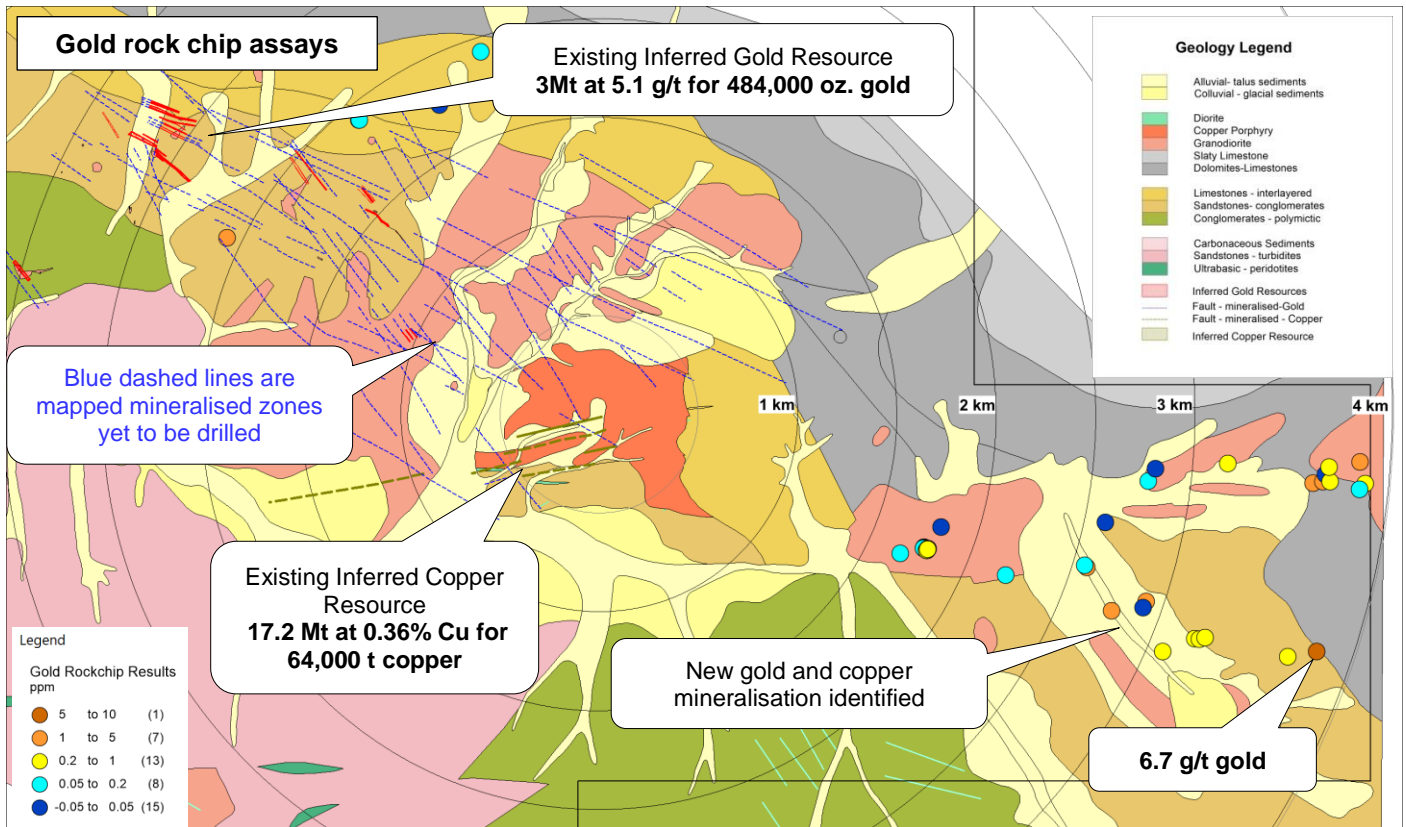 Gold rock chip assays
Existing Inferred Gold Resource
3Mt at 5.1 g/t for 484,000 oz. gold
Geology Legend
Alluvial- talus sediments
Colluvial - glacial sediments
Diorite
Copper Porphyry
Granodiorite
Slaty Limestone
Dolomites-Limestones
Limestones - interlayered
Sandstones- conglomerates
Conglomerates - polymictic
Carbonaceous Sediments
Sandstones - turbidites
Ultrabasic - peridotites
Inferred Gold Resources
Fault - mineralised-Gold
Fault - mineralised - Copper
Inferred Copper Resource
Blue dashed lines are
mapped mineralised zones
yet to be drilled
1 km
2 km
3 km
4 km
Existing Inferred Copper
Resource
17.2 Mt at 0.36% Cu for
64,000 t copper
New gold and copper
mineralisation identified
6.7 g/t gold
Legend
Gold Rockchip Results
ppm
5 to 10 (1)
1 to 5 (7)
0.2 to 1 (13)
0.05 to 0.2 (8)
-0.05 to 0.05 (15)